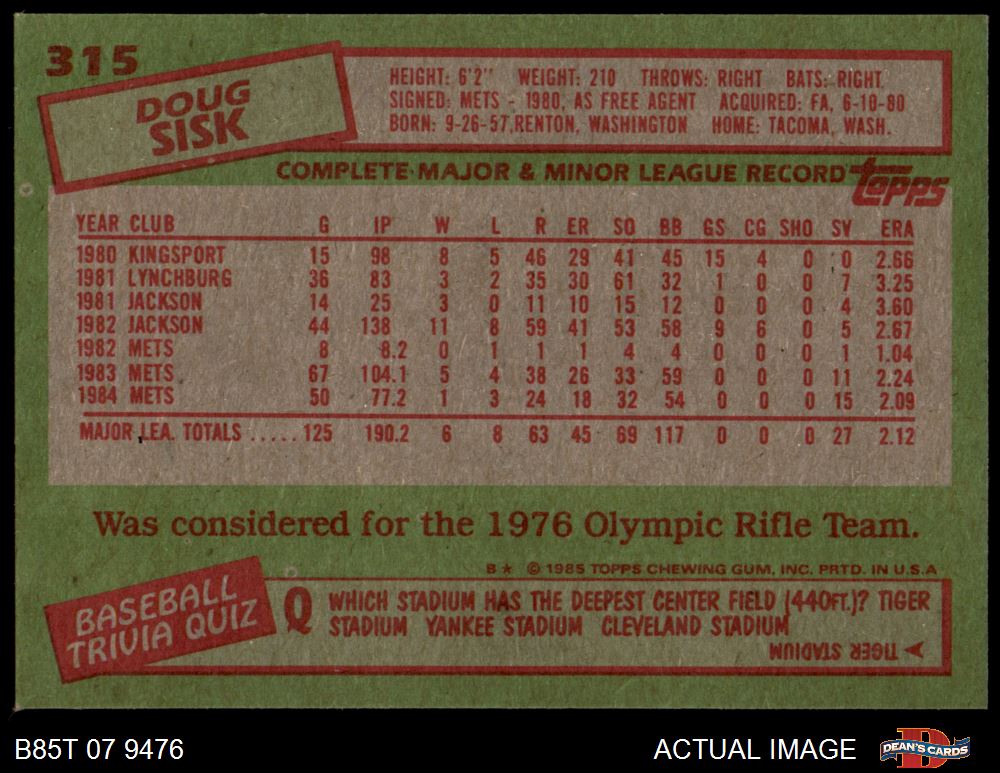 315
DOUG
SISK
HEIGHT: 6'2" WEIGHT: 210 THROWS: RIGHT BATS: RIGHT
SIGNED: METS - 1980, AS FREE AGENT ACQUIRED: FA, 6-10-80
BORN: 9-26-57, RENTON, WASHINGTON HOME: TACOMA, WASH.
COMPLETE MAJOR & MINOR LEAGUE RECORD topps
YEAR CLUB G IP W L R ER SO BB GS CG SHO SV ERA
1980 KINGSPORT 15 98 8 5 46 29 41 45 15 4 0 0 2.66
1981 LYNCHBURG 36 83 3 2 35 30 61 32 1 0 0 7 3.25
1981 JACKSON 14 25 3 0 11 10 15 12 0 0 0 4 3.60
1982 JACKSON 44 138 11 8 59 41 53 58 9 6 0 5 2.67
1982 METS 8 8.2 0 1 1 1 4 4 0 0 0 1 1.04
1983 METS 67 104.1 5 4 38 26 33 59 0 0 0 11 2.24
1984 METS 50 77.2 1 3 24 18 32 54 0 0 0 15 2.09
MAJOR LEA. TOTALS ..... 125 190.2 6 8 63 45 69 117 0 0 0 27 2.12
Was considered for the 1976 Olympic Rifle Team.
B★ © 1985 TOPPS CHEWING GUM, INC. PRTD. IN U.S.A
BASEBALL
TRIVIA QUIZ
Q WHICH STADIUM HAS THE DEEPEST CENTER FIELD (440FT.)? TIGER
STADIUM YANKEE STADIUM CLEVELAND STADIUM
TIGER STADIUM
B85T 07 9476
ACTUAL IMAGE
DEAN'S CARDS